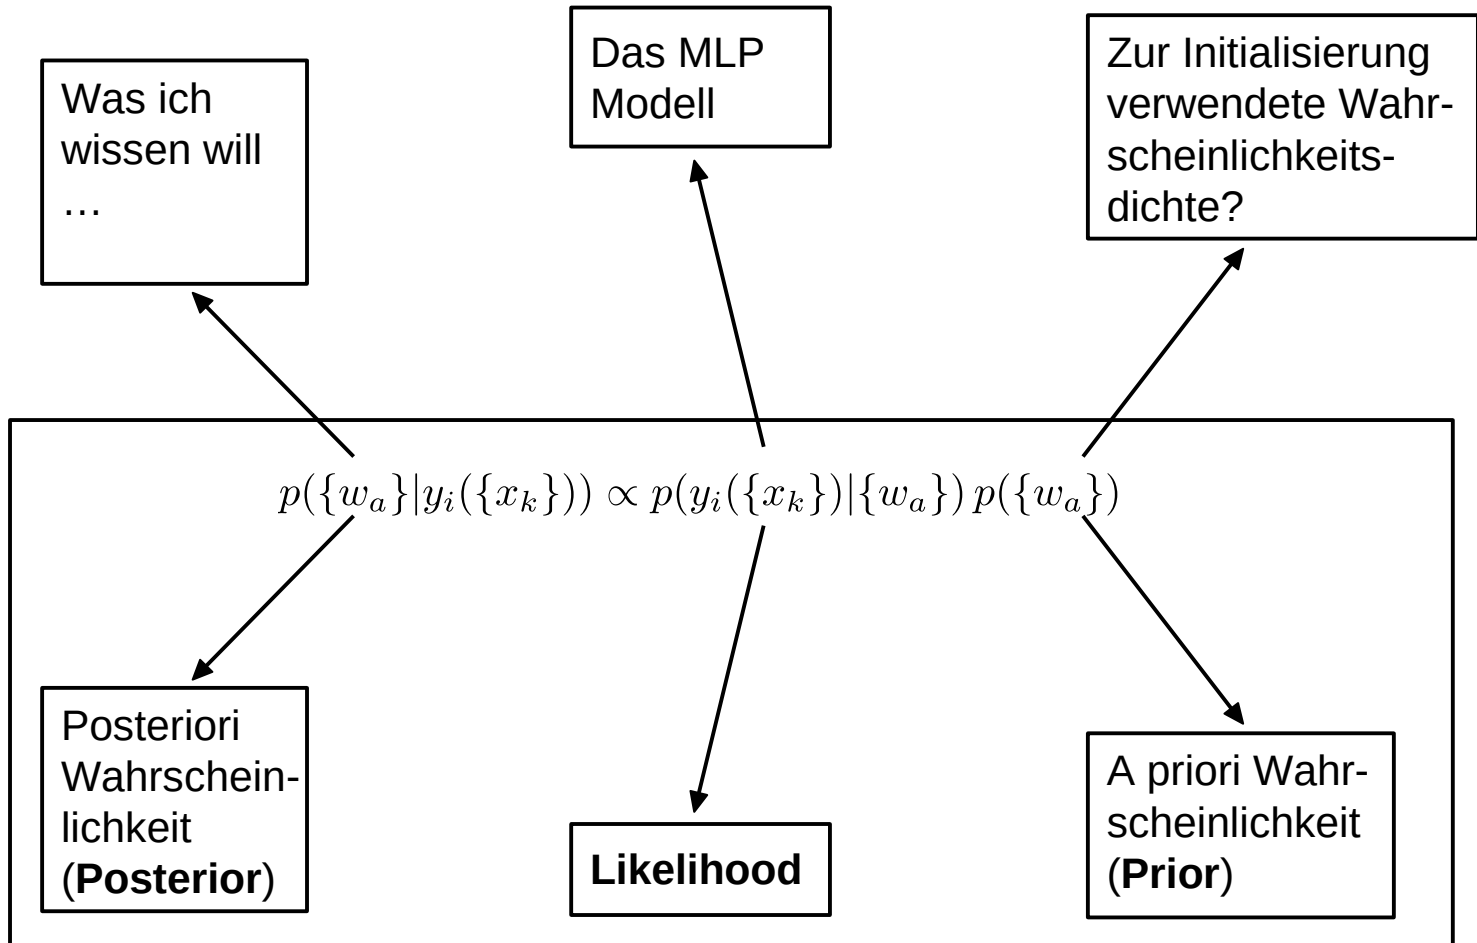 Was ich
wissen will
…
Das MLP
Modell
Zur Initialisierung
verwendete Wahr-
scheinlichkeits-
dichte?
p({w_a}|y_i({x_k})) ∝ p(y_i({x_k})|{w_a}) p({w_a})
Posteriori
Wahrschein-
lichkeit
(Posterior)
Likelihood
A priori Wahr-
scheinlichkeit
(Prior)